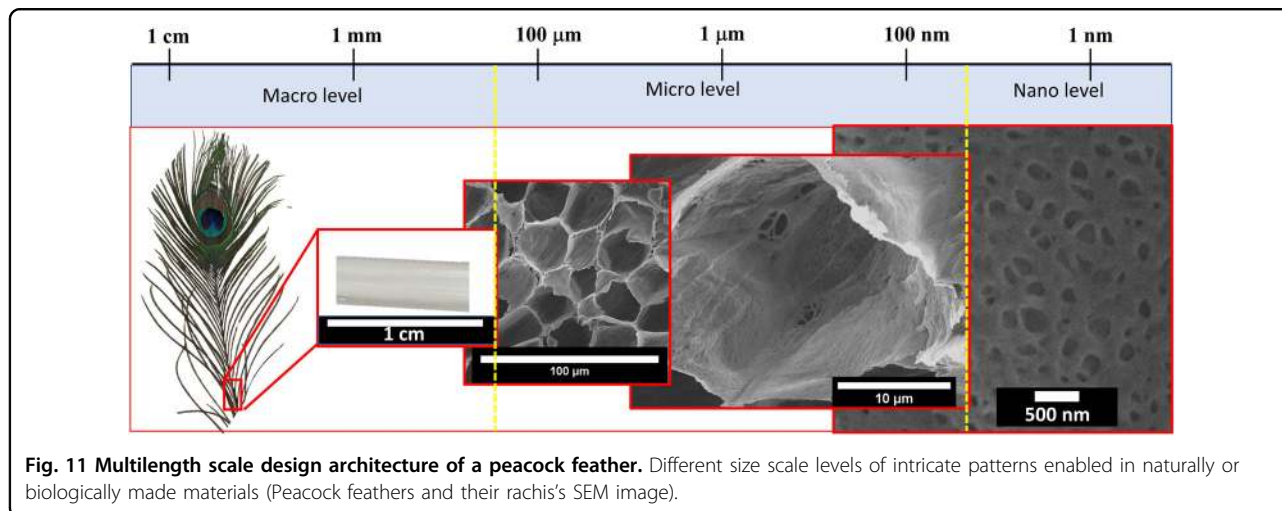 1 cm 1 mm 100 μm 1 μm 100 nm 1 nm
Macro level Micro level Nano level
1 cm
100 μm
10 μm
500 nm
Fig. 11 Multilength scale design architecture of a peacock feather. Different size scale levels of intricate patterns enabled in naturally or
biologically made materials (Peacock feathers and their rachis's SEM image).